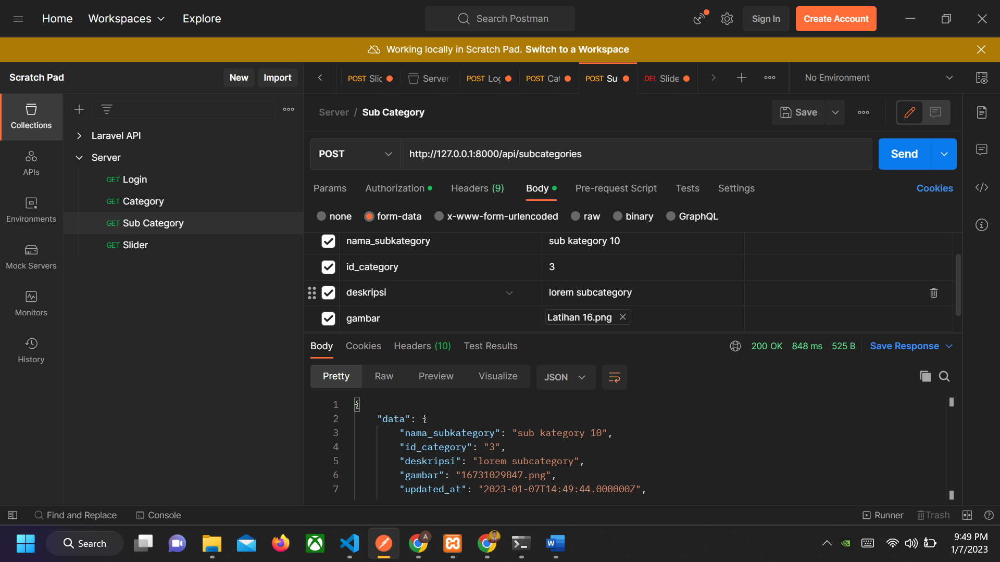 Home
Workspaces
Explore
Search Postman
Sign In
Create Account
Working locally in Scratch Pad. Switch to a Workspace
Scratch Pad
New
Import
POST Slic
Server
POST Log
POST Cat
POST Sul
DEL Slide
No Environment
Collections
APIs
Environments
Mock Servers
Monitors
History
Laravel API
Server
GET Login
GET Category
GET Sub Category
GET Slider
Server / Sub Category
Save
POST
http://127.0.0.1:8000/api/subcategories
Send
Params
Authorization
Headers (9)
Body
Pre-request Script
Tests
Settings
Cookies
none
form-data
x-www-form-urlencoded
raw
binary
GraphQL
nama_subkategory
sub kategory 10
id_category
3
deskripsi
lorem subcategory
gambar
Latihan 16.png
Body
Cookies
Headers (10)
Test Results
200 OK
848 ms
525 B
Save Response
Pretty
Raw
Preview
Visualize
JSON
1 {
2 "data": {
3 "nama_subkategory": "sub kategory 10",
4 "id_category": "3",
5 "deskripsi": "lorem subcategory",
6 "gambar": "16731029847.png",
7 "updated_at": "2023-01-07T14:49:44.000000Z",
Find and Replace
Console
Runner
Trash
Search
A
W
9:49 PM
1/7/2023